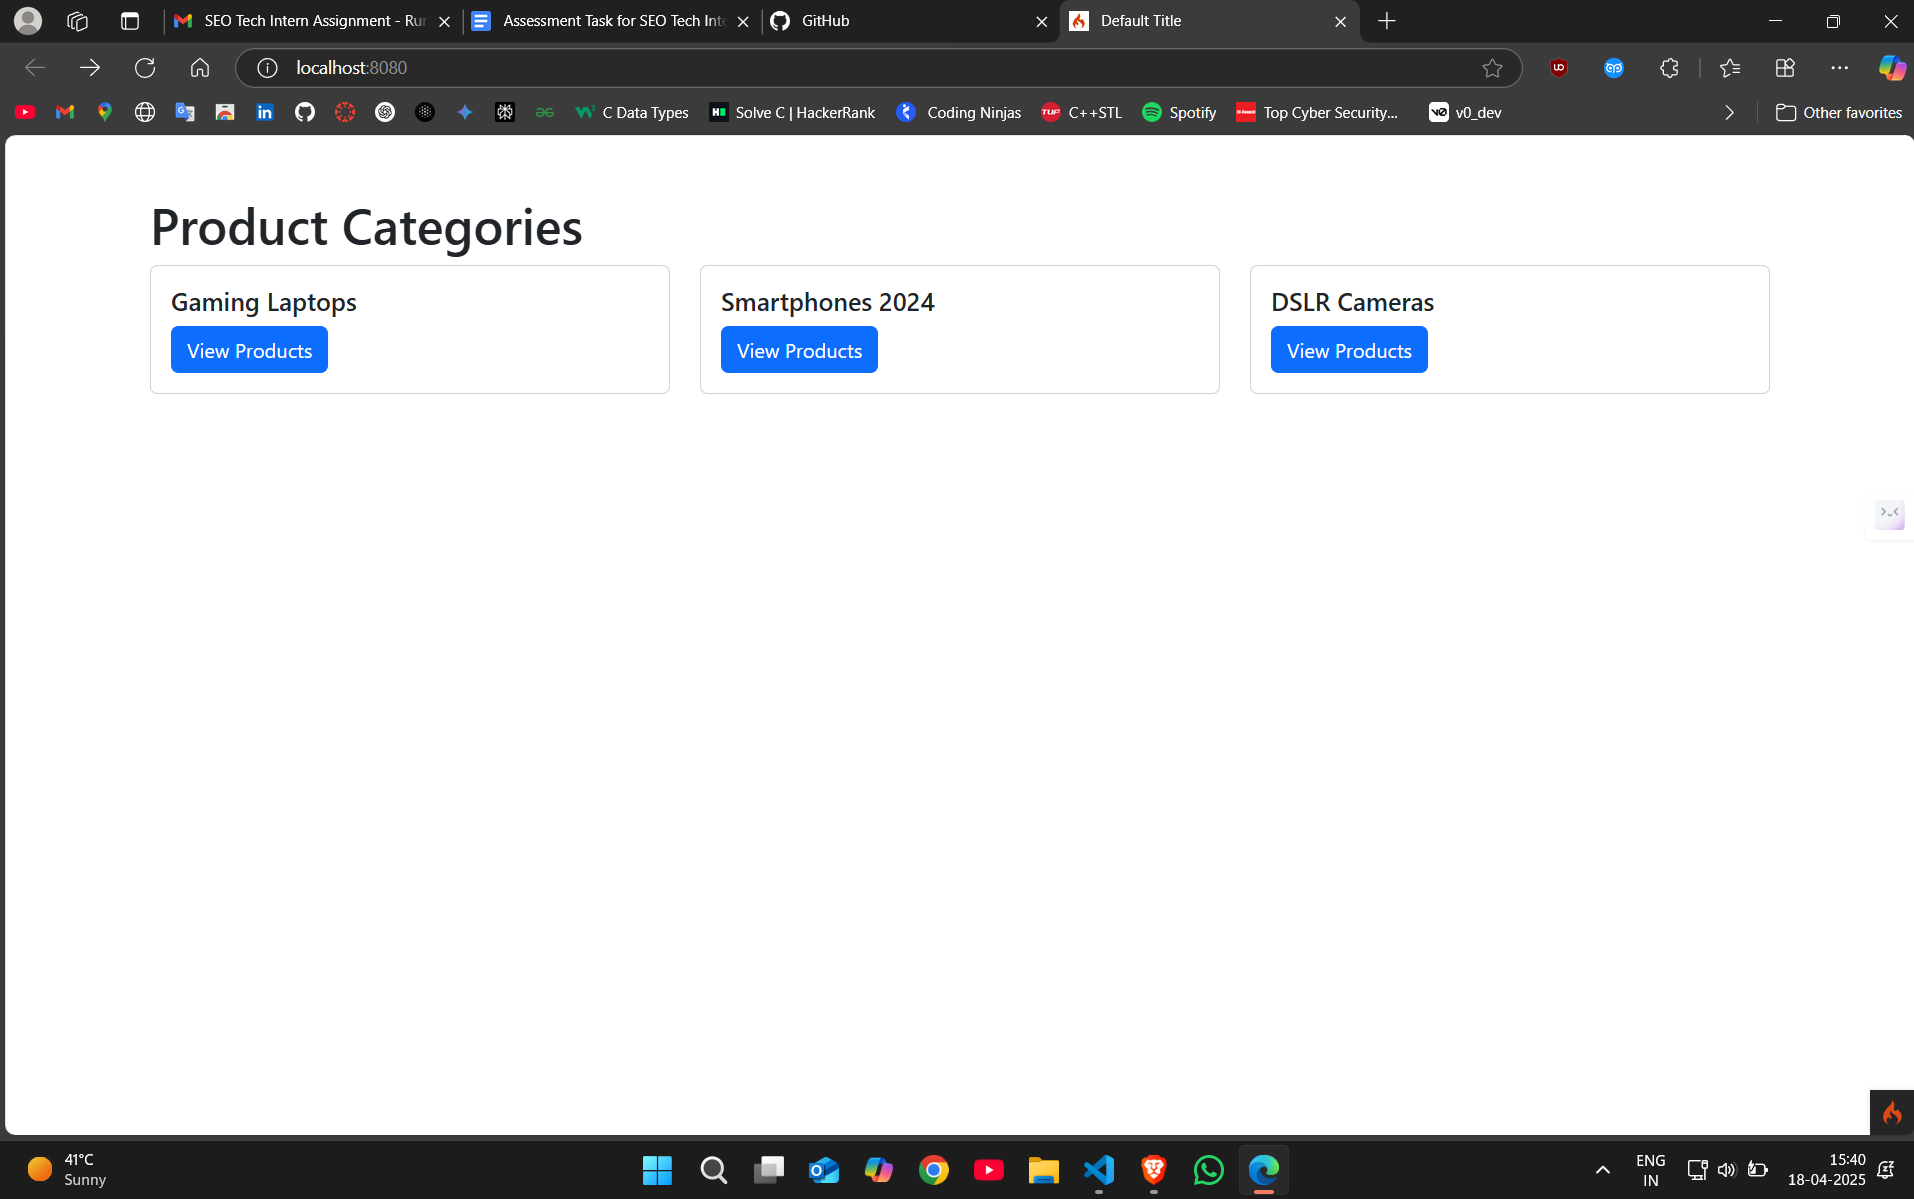 SEO Tech Intern Assignment - Ru
Assessment Task for SEO Tech Int
GitHub
Default Title
localhost:8080
C Data Types
Solve C | HackerRank
Coding Ninjas
C++STL
Spotify
Top Cyber Security...
v0_dev
Other favorites
Product Categories
Gaming Laptops
View Products
Smartphones 2024
View Products
DSLR Cameras
View Products
41°C
Sunny
ENG
IN
15:40
18-04-2025